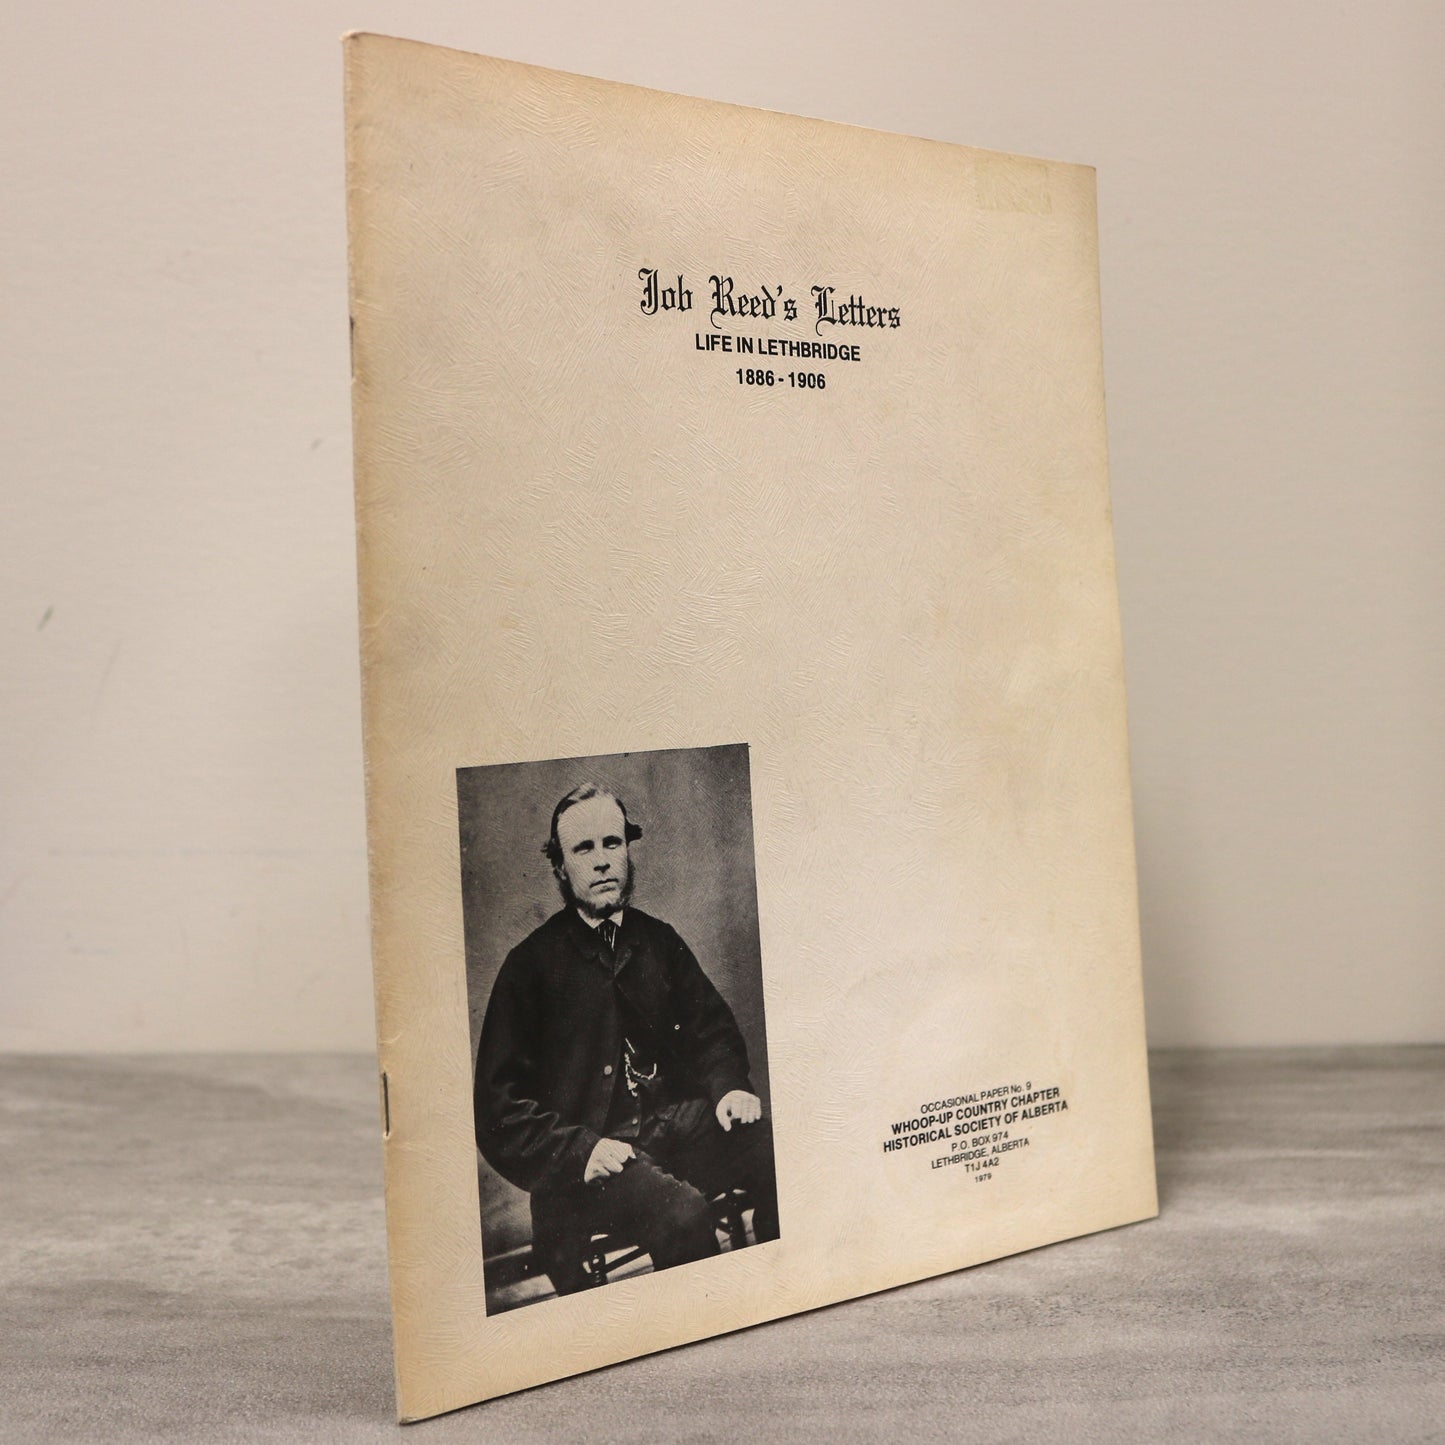 Job Reed's Letters
LIFE IN LETHBRIDGE
1886 - 1906
OCCASIONAL PAPER No. 9
WHOOP-UP COUNTRY CHAPTER
HISTORICAL SOCIETY OF ALBERTA
P.O. BOX 974
LETHBRIDGE, ALBERTA
T1J 4A2
1979